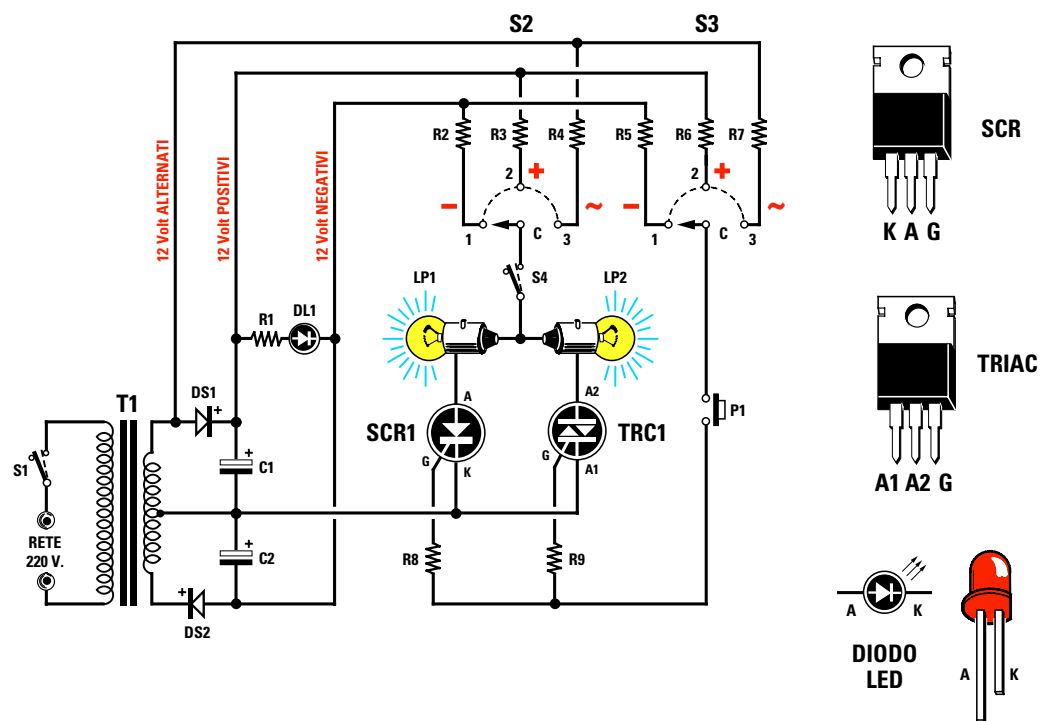 S2
S3
R2
R3
R4
R5
R6
R7
12 Volt ALTERNATI
12 Volt POSITIVI
12 Volt NEGATIVI
2
+
2
+
−
~
−
~
1
C
3
1
C
3
S4
LP1
LP2
R1
DL1
DS1
+
T1
A
A2
SCR1
TRC1
P1
G
K
G
A1
S1
+
C1
RETE
220 V.
+
C2
R8
R9
+
DS2
SCR
K A G
TRIAC
A1 A2 G
A
K
DIODO
LED
A
K